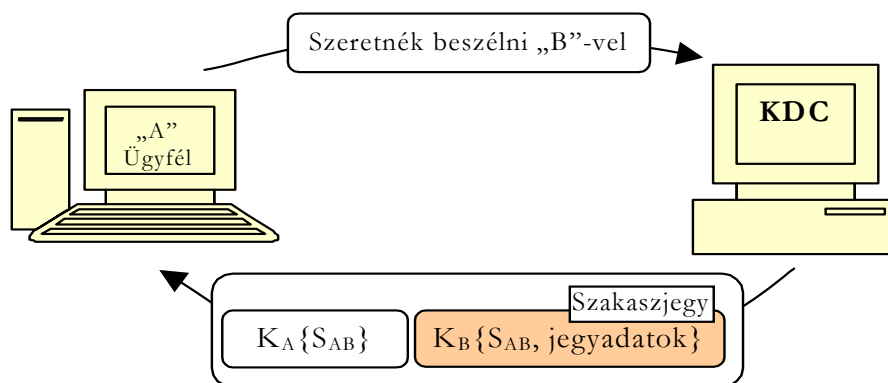 Szeretnék beszélni „B”-vel
„A”
Ügyfél
KDC
Szakaszjegy
KA{SAB}
KB{SAB, jegyadatok}